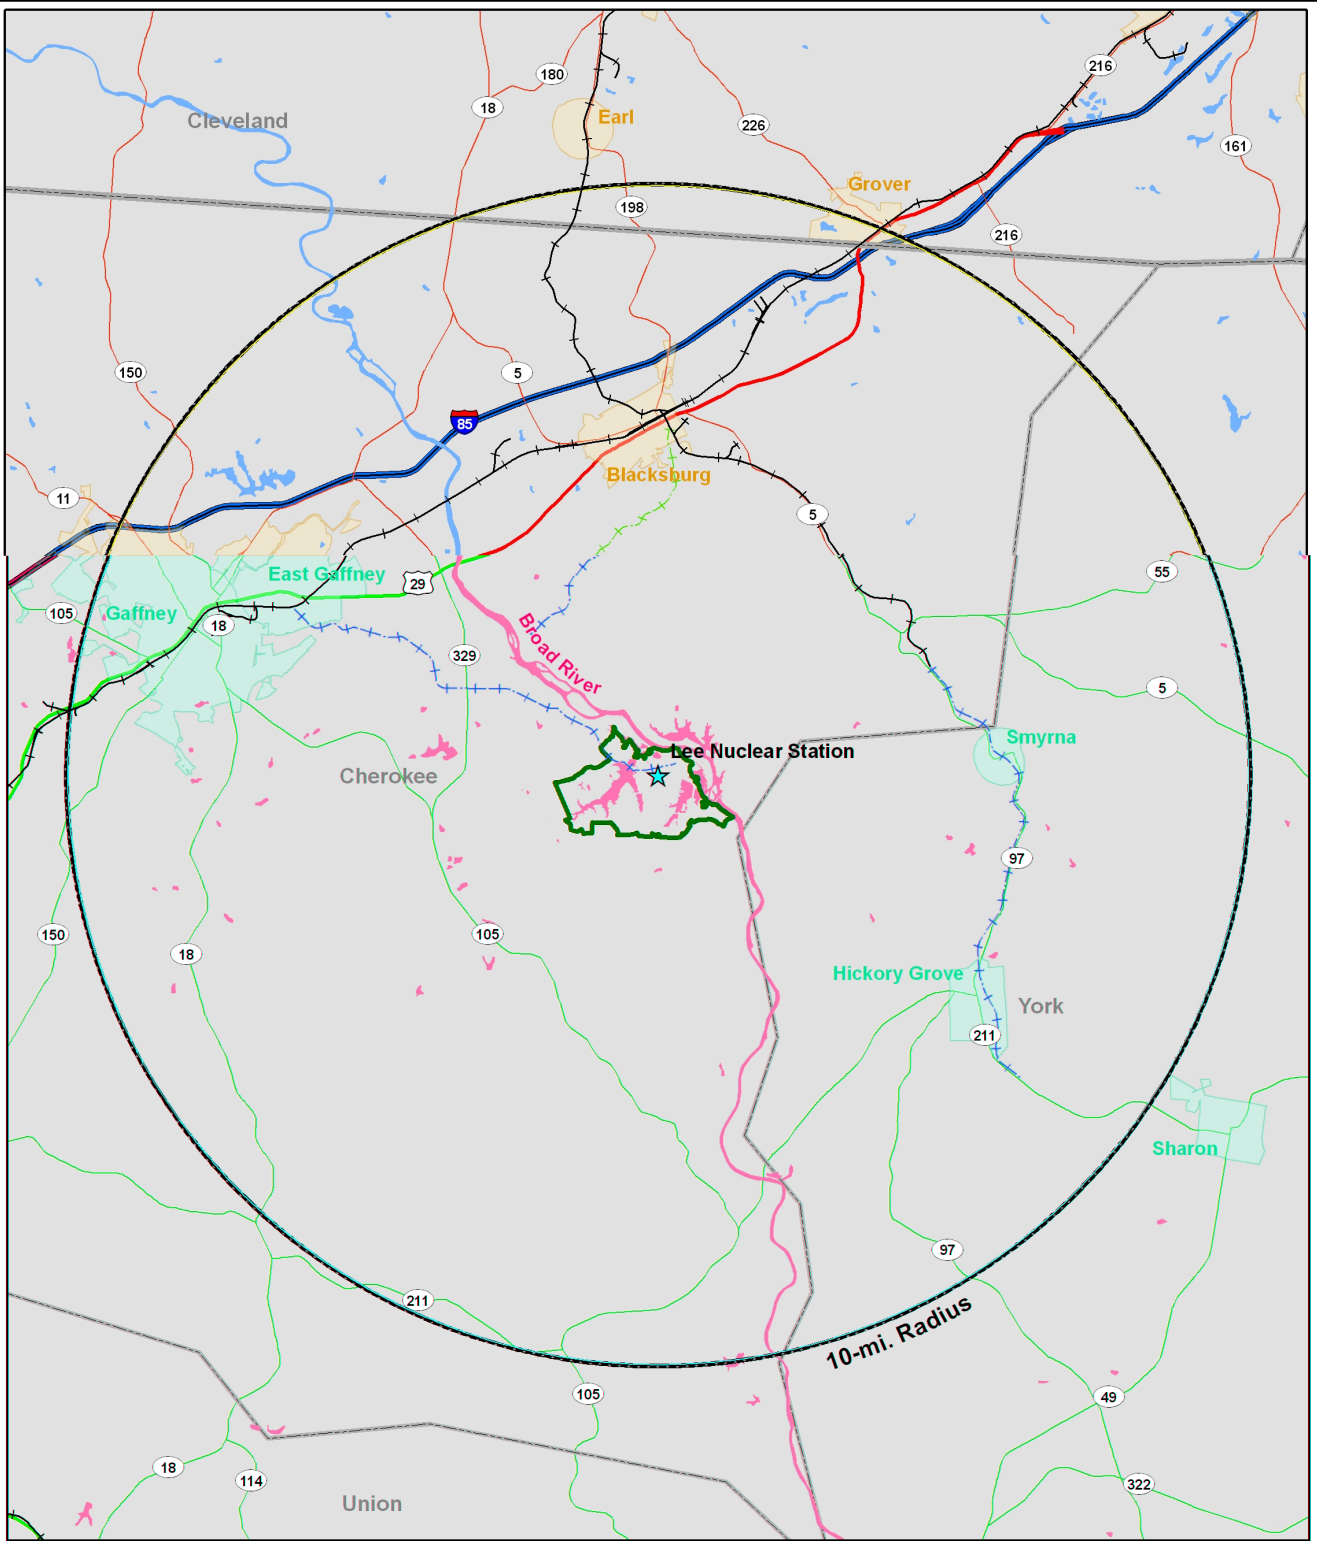 216
180
18
Earl
Cleveland
226
161
Grover
198
216
150
5
85
Blacksburg
11
5
55
East Gaffney
29
105
Gaffney
18
Broad River
329
5
Smyrna
Lee Nuclear Station
Cherokee
97
150
105
18
Hickory Grove
York
211
Sharon
97
211
10-mi. Radius
105
49
18
114
322
Union